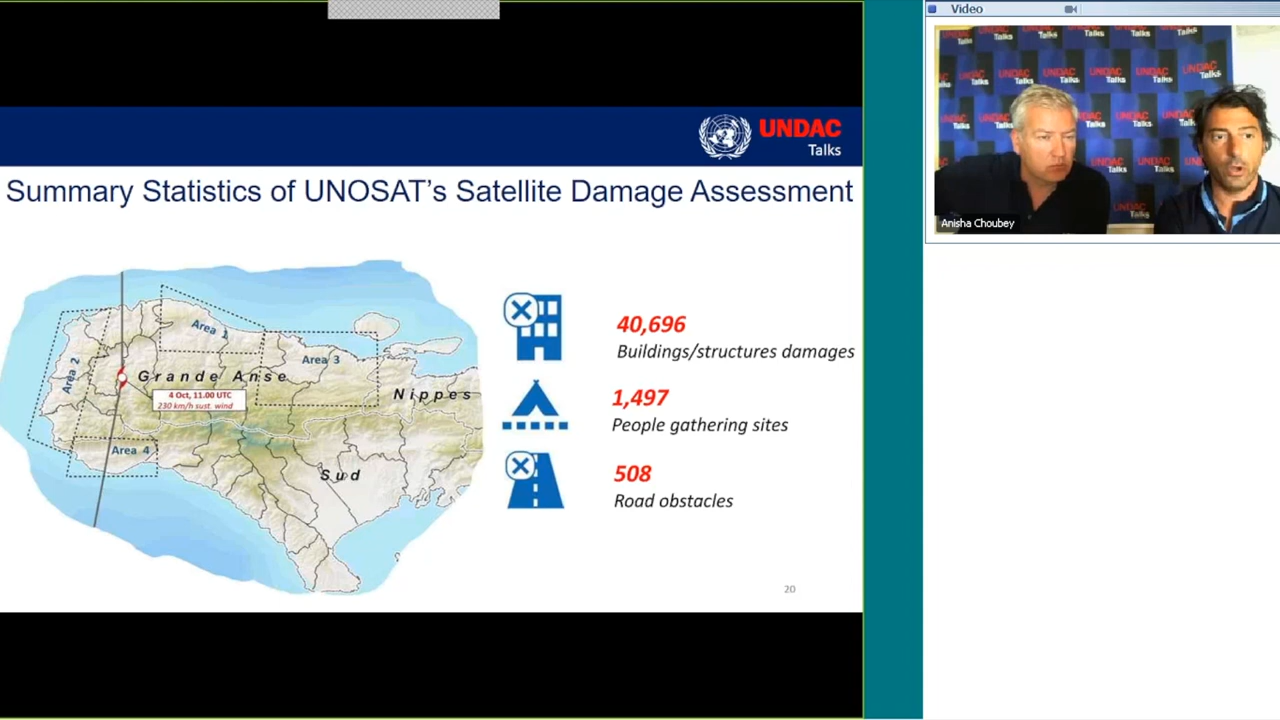 UNDAC
Talks
Summary Statistics of UNOSAT's Satellite Damage Assessment
Area 1
Area 2
Area 3
Grande Anse
4 Oct, 11.00 UTC
230 km/h sust. wind
Nippes
Area 4
Sud
40,696
Buildings/structures damages
1,497
People gathering sites
508
Road obstacles
20
Video
UNDAC
Talks
Anisha Choubey